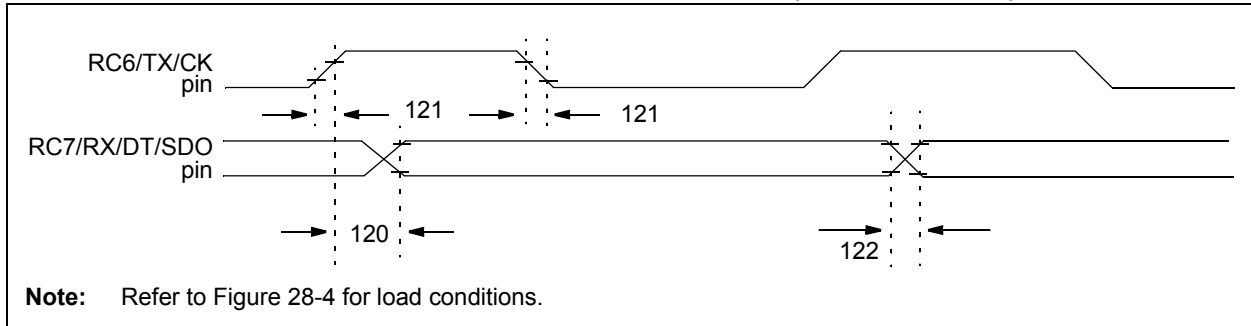 RC6/TX/CK
pin
121
121
RC7/RX/DT/SDO
pin
120
122
Note: Refer to Figure 28-4 for load conditions.